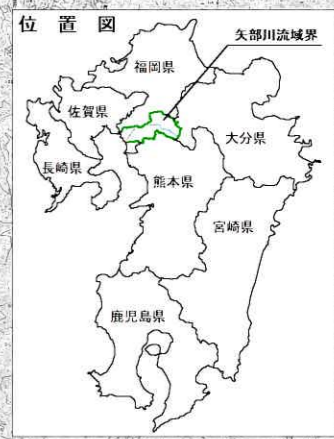 位置図
矢部川流域界
福岡県
佐賀県
大分県
長崎県
熊本県
宮崎県
鹿児島県